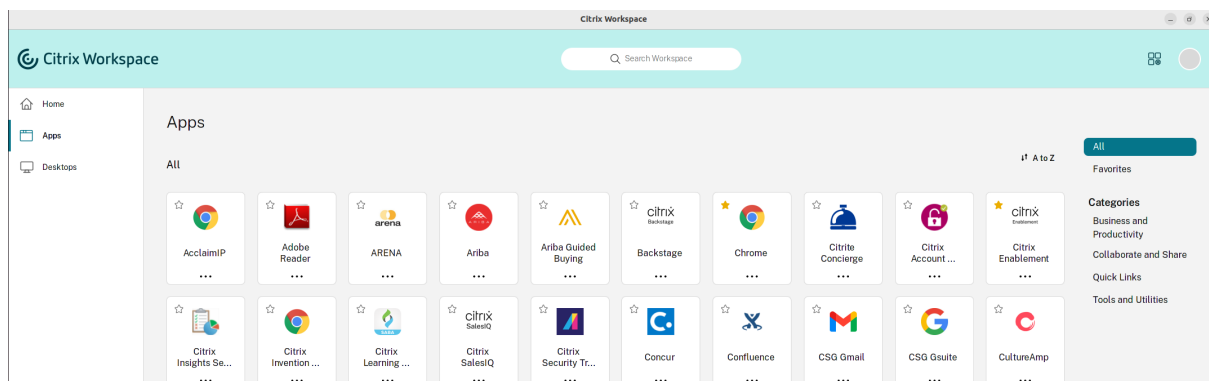 Citrix Workspace
Citrix Workspace
Search Workspace
Home
Apps
Desktops
Apps
All
A to Z
AcclaimIP
Adobe
Reader
arena
ARENA
ARIBA
Ariba
Ariba Guided
Buying
citrix
Backstage
Backstage
Chrome
Citrite
Concierge
Citrix
Account ...
citrix
Enablement
Citrix
Enablement
Citrix
Insights Se...
Citrix
Invention ...
SABA
Citrix
Learning ...
citrix
SalesIQ
Citrix
SalesIQ
Citrix
Security Tr...
C.
Concur
Confluence
CSG Gmail
CSG Gsuite
CultureAmp
All
Favorites
Categories
Business and
Productivity
Collaborate and Share
Quick Links
Tools and Utilities